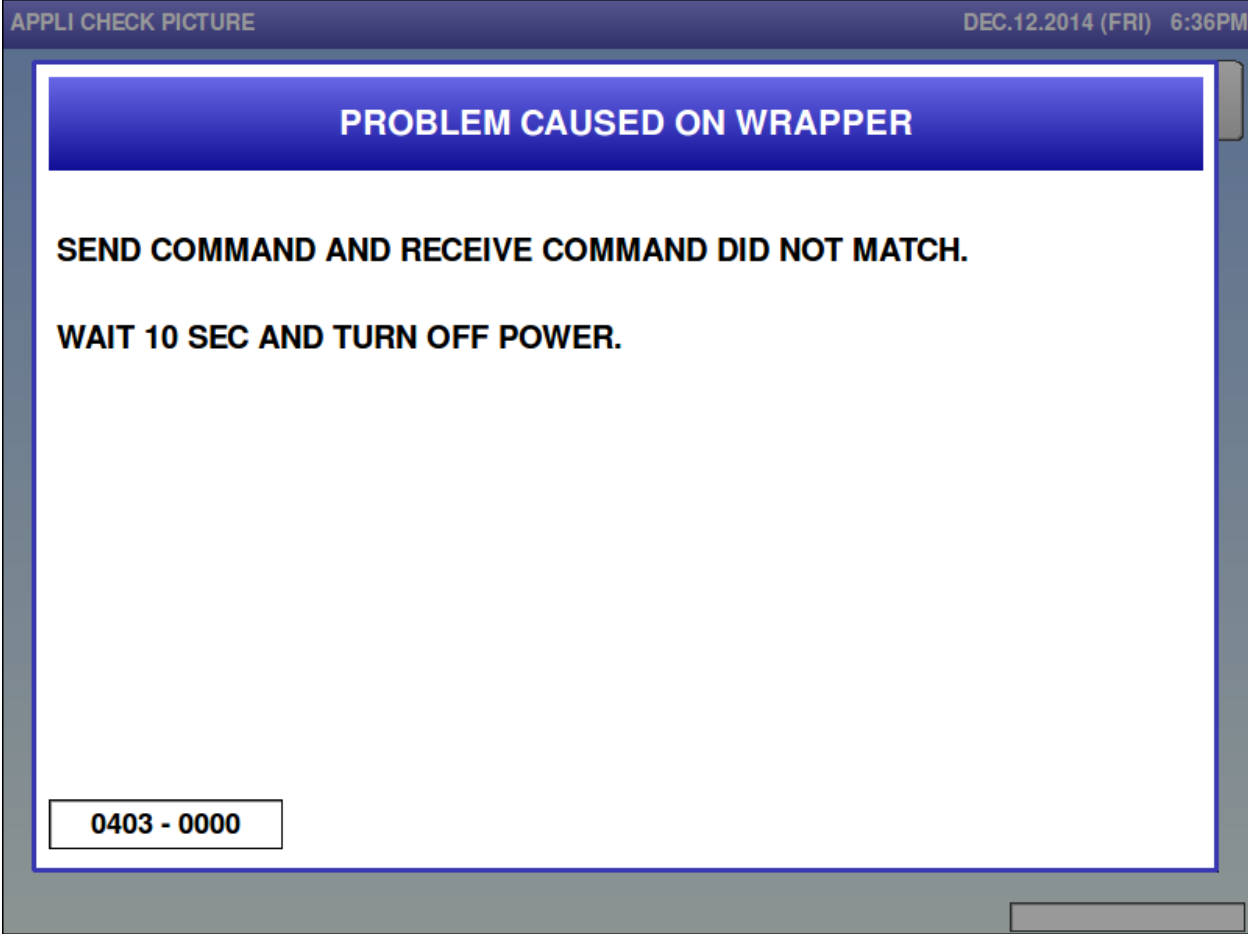 APPLI CHECK PICTURE DEC.12.2014 (FRI) 6:36PM
PROBLEM CAUSED ON WRAPPER
SEND COMMAND AND RECEIVE COMMAND DID NOT MATCH.
WAIT 10 SEC AND TURN OFF POWER.
0403 - 0000